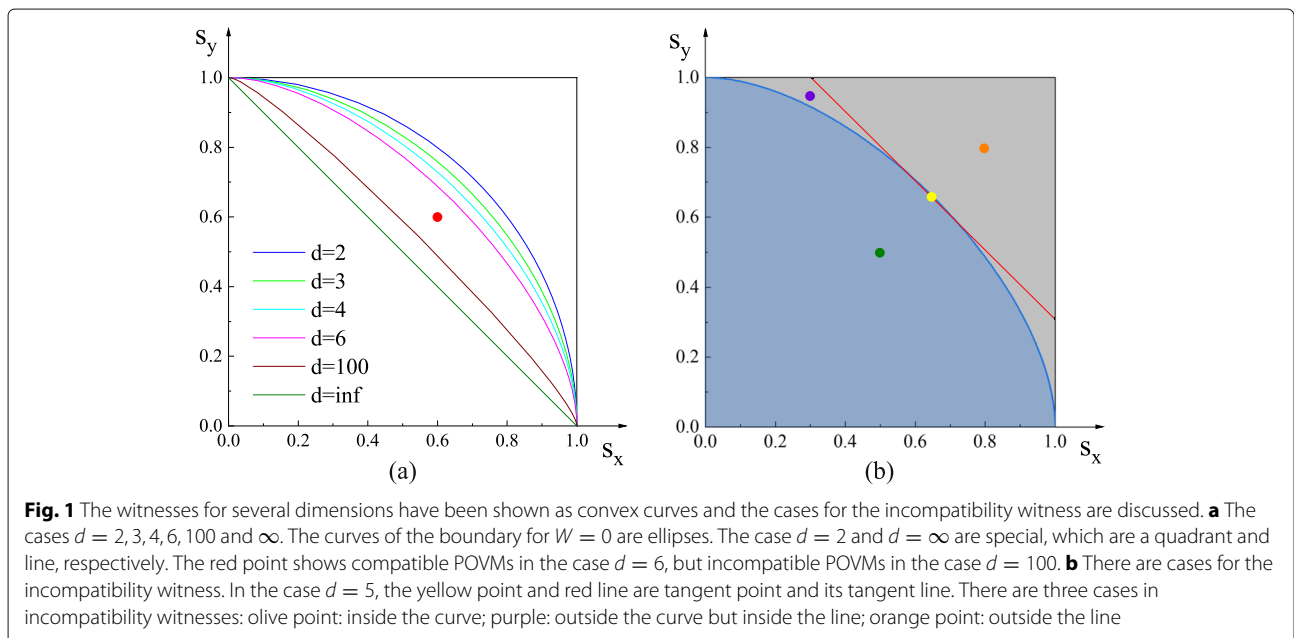 S_y
1.0
0.8
0.6
0.4
0.2
0.0
d=2
d=3
d=4
d=6
d=100
d=inf
0.0 0.2 0.4 0.6 0.8 1.0
S_x
(a)
S_y
1.0
0.8
0.6
0.4
0.2
0.0
0.0 0.2 0.4 0.6 0.8 1.0
S_x
(b)
Fig. 1 The witnesses for several dimensions have been shown as convex curves and the cases for the incompatibility witness are discussed. a The
cases d = 2, 3, 4, 6, 100 and ∞. The curves of the boundary for W = 0 are ellipses. The case d = 2 and d = ∞ are special, which are a quadrant and
line, respectively. The red point shows compatible POVMs in the case d = 6, but incompatible POVMs in the case d = 100. b There are cases for the
incompatibility witness. In the case d = 5, the yellow point and red line are tangent point and its tangent line. There are three cases in
incompatibility witnesses: olive point: inside the curve; purple: outside the curve but inside the line; orange point: outside the line